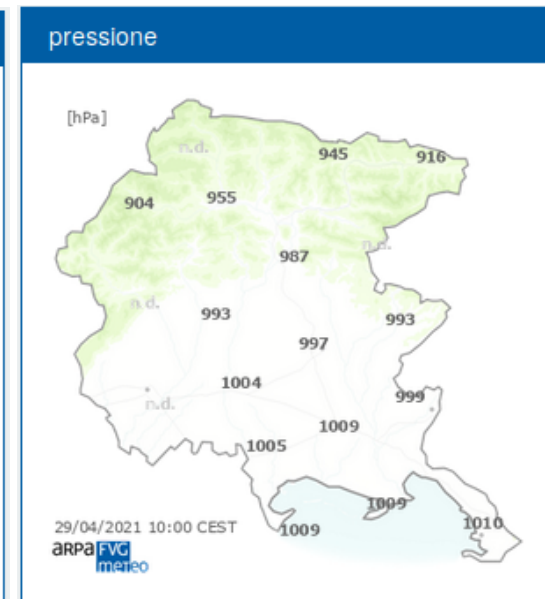 pressione
[hPa]
n.d.
945
916
904
955
n.d.
987
n.d.
993
993
997
1004
999
n.d.
1009
1005
1009
1009
1010
29/04/2021 10:00 CEST
arpa FVG
meteo